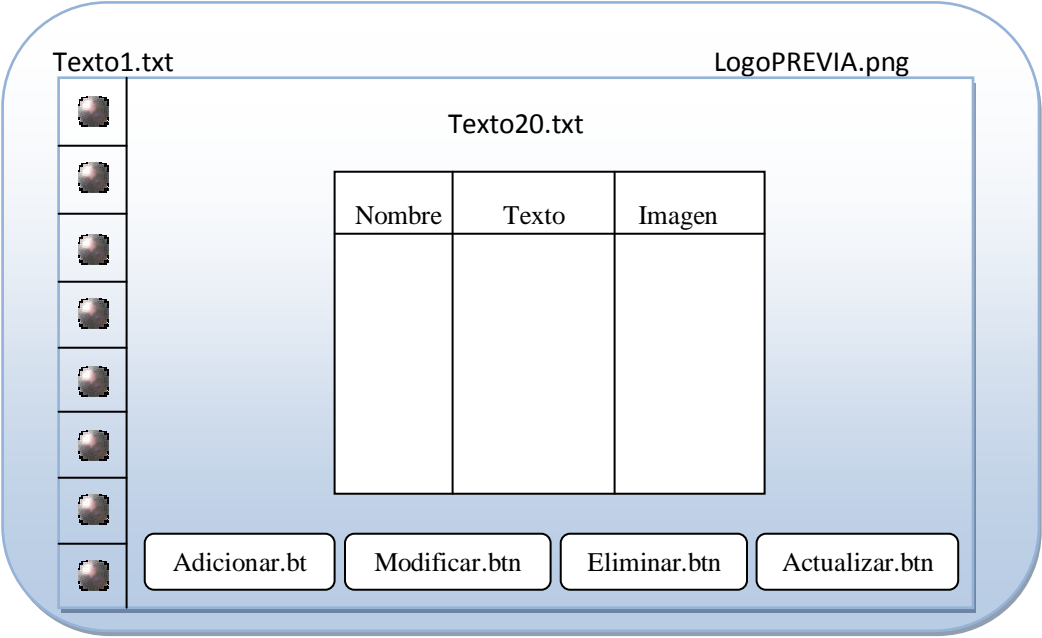 Texto1.txt LogoPREVIA.png
Texto20.txt
Nombre Texto Imagen
Adicionar.bt Modificar.btn Eliminar.btn Actualizar.btn